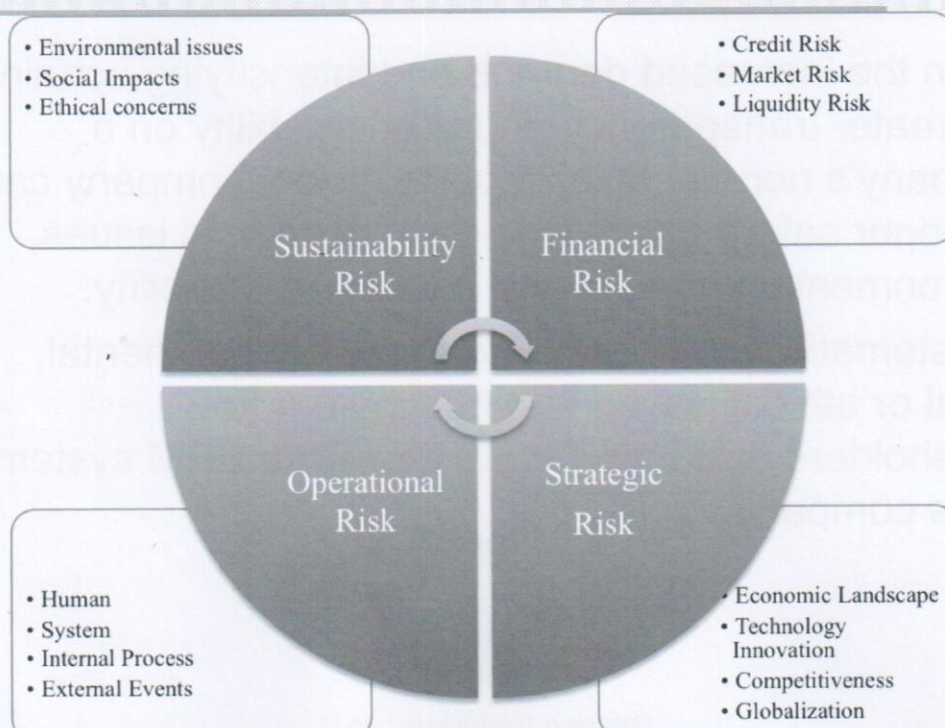 • Environmental issues
• Social Impacts
• Ethical concerns
• Credit Risk
• Market Risk
• Liquidity Risk
Sustainability
Risk
Financial
Risk
Operational
Risk
Strategic
Risk
• Human
• System
• Internal Process
• External Events
• Economic Landscape
• Technology
Innovation
• Competitiveness
• Globalization